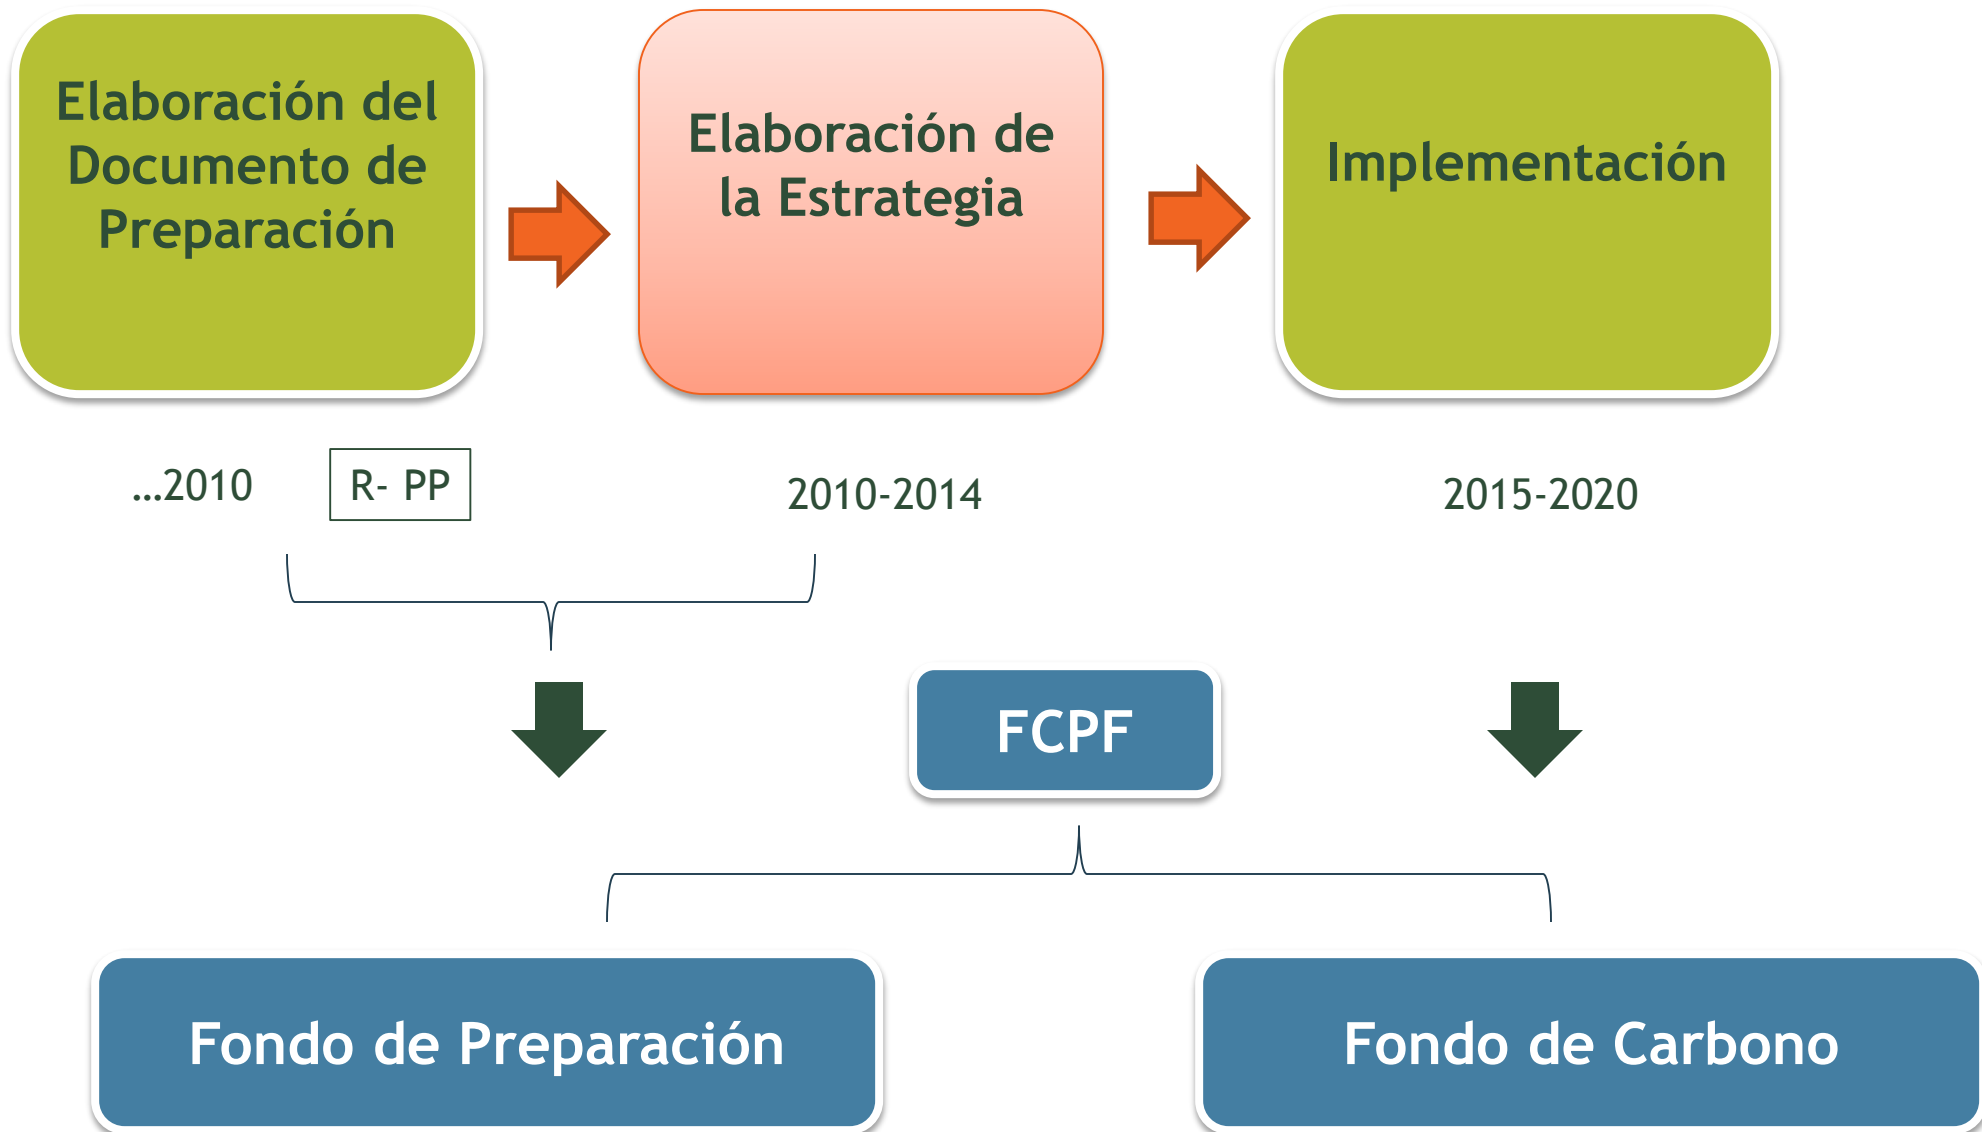 Elaboración del
Documento de
Preparación
Elaboración de
la Estrategia
Implementación
...2010
R- PP
2010-2014
2015-2020
FCPF
Fondo de Preparación
Fondo de Carbono